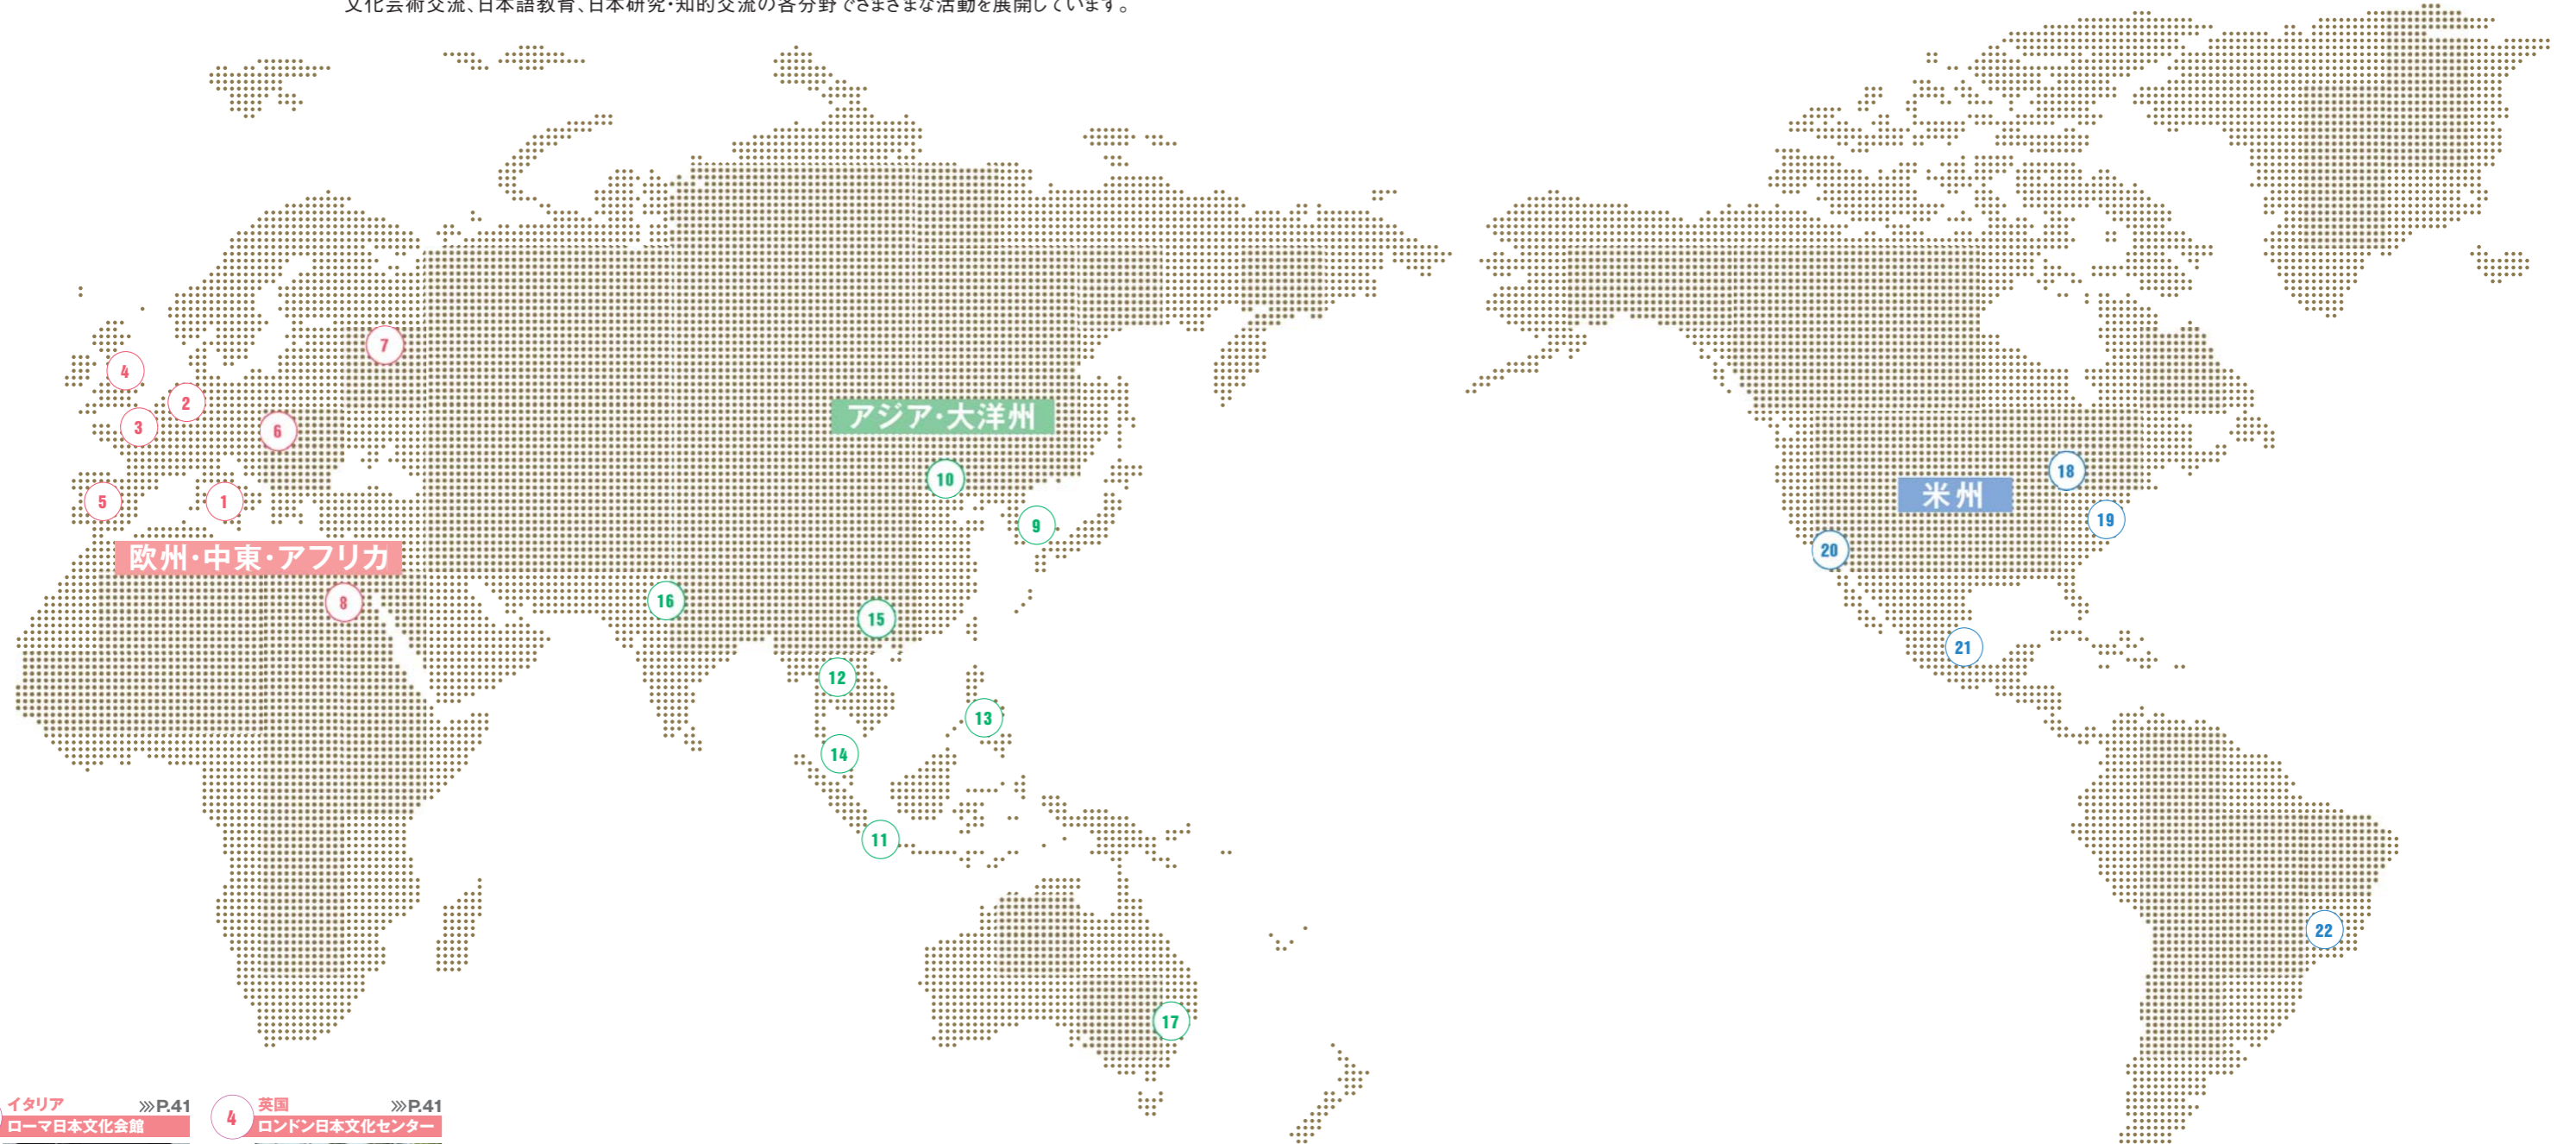 文化芸術交流、日本語教育、日本研究・知的交流の各分野でさまざまな活動を展開しています。
7
4
2
3
6
アジア・大洋州
10
18
米州
5
1
9
19
欧州・中東・アフリカ
20
8
16
15
21
12
13
14
11
22
17
イタリア
»»P.41
ローマ日本文化会館
4
英国
»»P.41
ロンドン日本文化センター